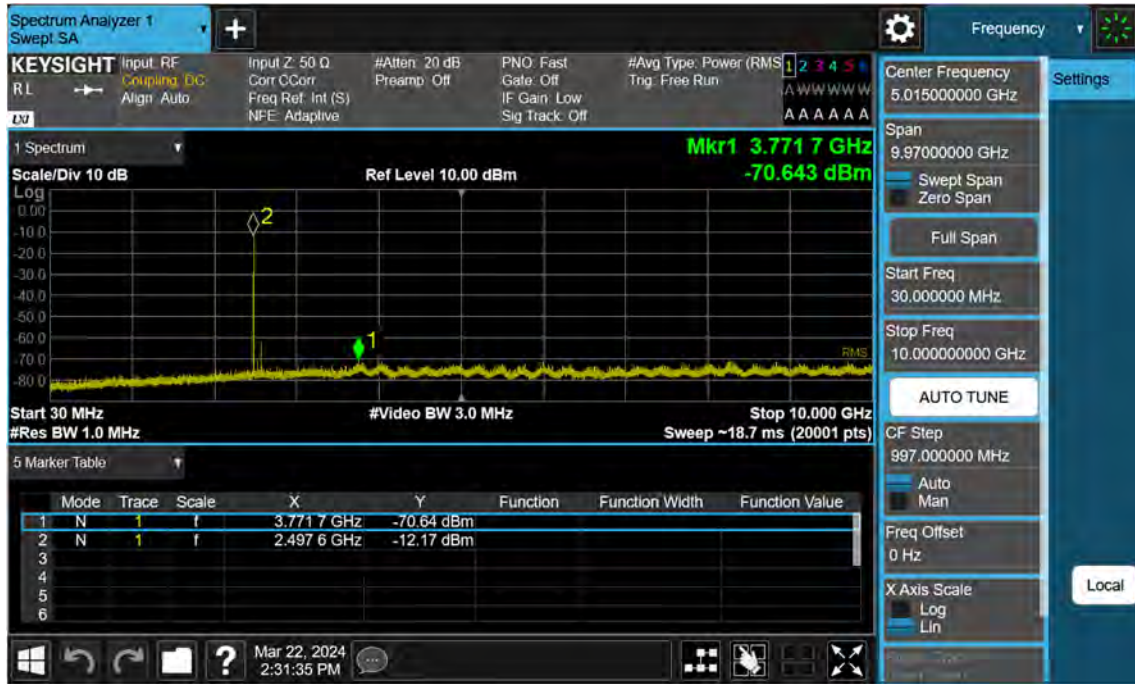 Spectrum Analyzer 1
Swept SA
+
Frequency
KEYSIGHT
RL
LXI
Input: RF
Coupling: DC
Align: Auto
Input Z: 50 Ω
Corr CCorr
Freq Ref: Int (S)
NFE: Adaptive
#Atten: 20 dB
Preamp: Off
PNO: Fast
Gate: Off
IF Gain: Low
Sig Track: Off
#Avg Type: Power (RMS
Trig: Free Run
1 2 3 4 5 6
A W W W W W
A A A A A A
1 Spectrum
Scale/Div 10 dB
Ref Level 10.00 dBm
Mkr1 3.771 7 GHz
-70.643 dBm
Log
0.00
-10.0
-20.0
-30.0
-40.0
-50.0
-60.0
-70.0
-80.0
2
1
RMS
Start 30 MHz
#Video BW 3.0 MHz
Stop 10.000 GHz
#Res BW 1.0 MHz
Sweep ~18.7 ms (20001 pts)
5 Marker Table
Mode Trace Scale X Y Function Function Width Function Value
1 N 1 f 3.771 7 GHz -70.64 dBm
2 N 1 f 2.497 6 GHz -12.17 dBm
3
4
5
6
Mar 22, 2024
2:31:35 PM
?
Center Frequency
5.015000000 GHz
Span
9.97000000 GHz
Swept Span
Zero Span
Full Span
Start Freq
30.000000 MHz
Stop Freq
10.000000000 GHz
AUTO TUNE
CF Step
997.000000 MHz
Auto
Man
Freq Offset
0 Hz
X Axis Scale
Log
Lin
Settings
Local